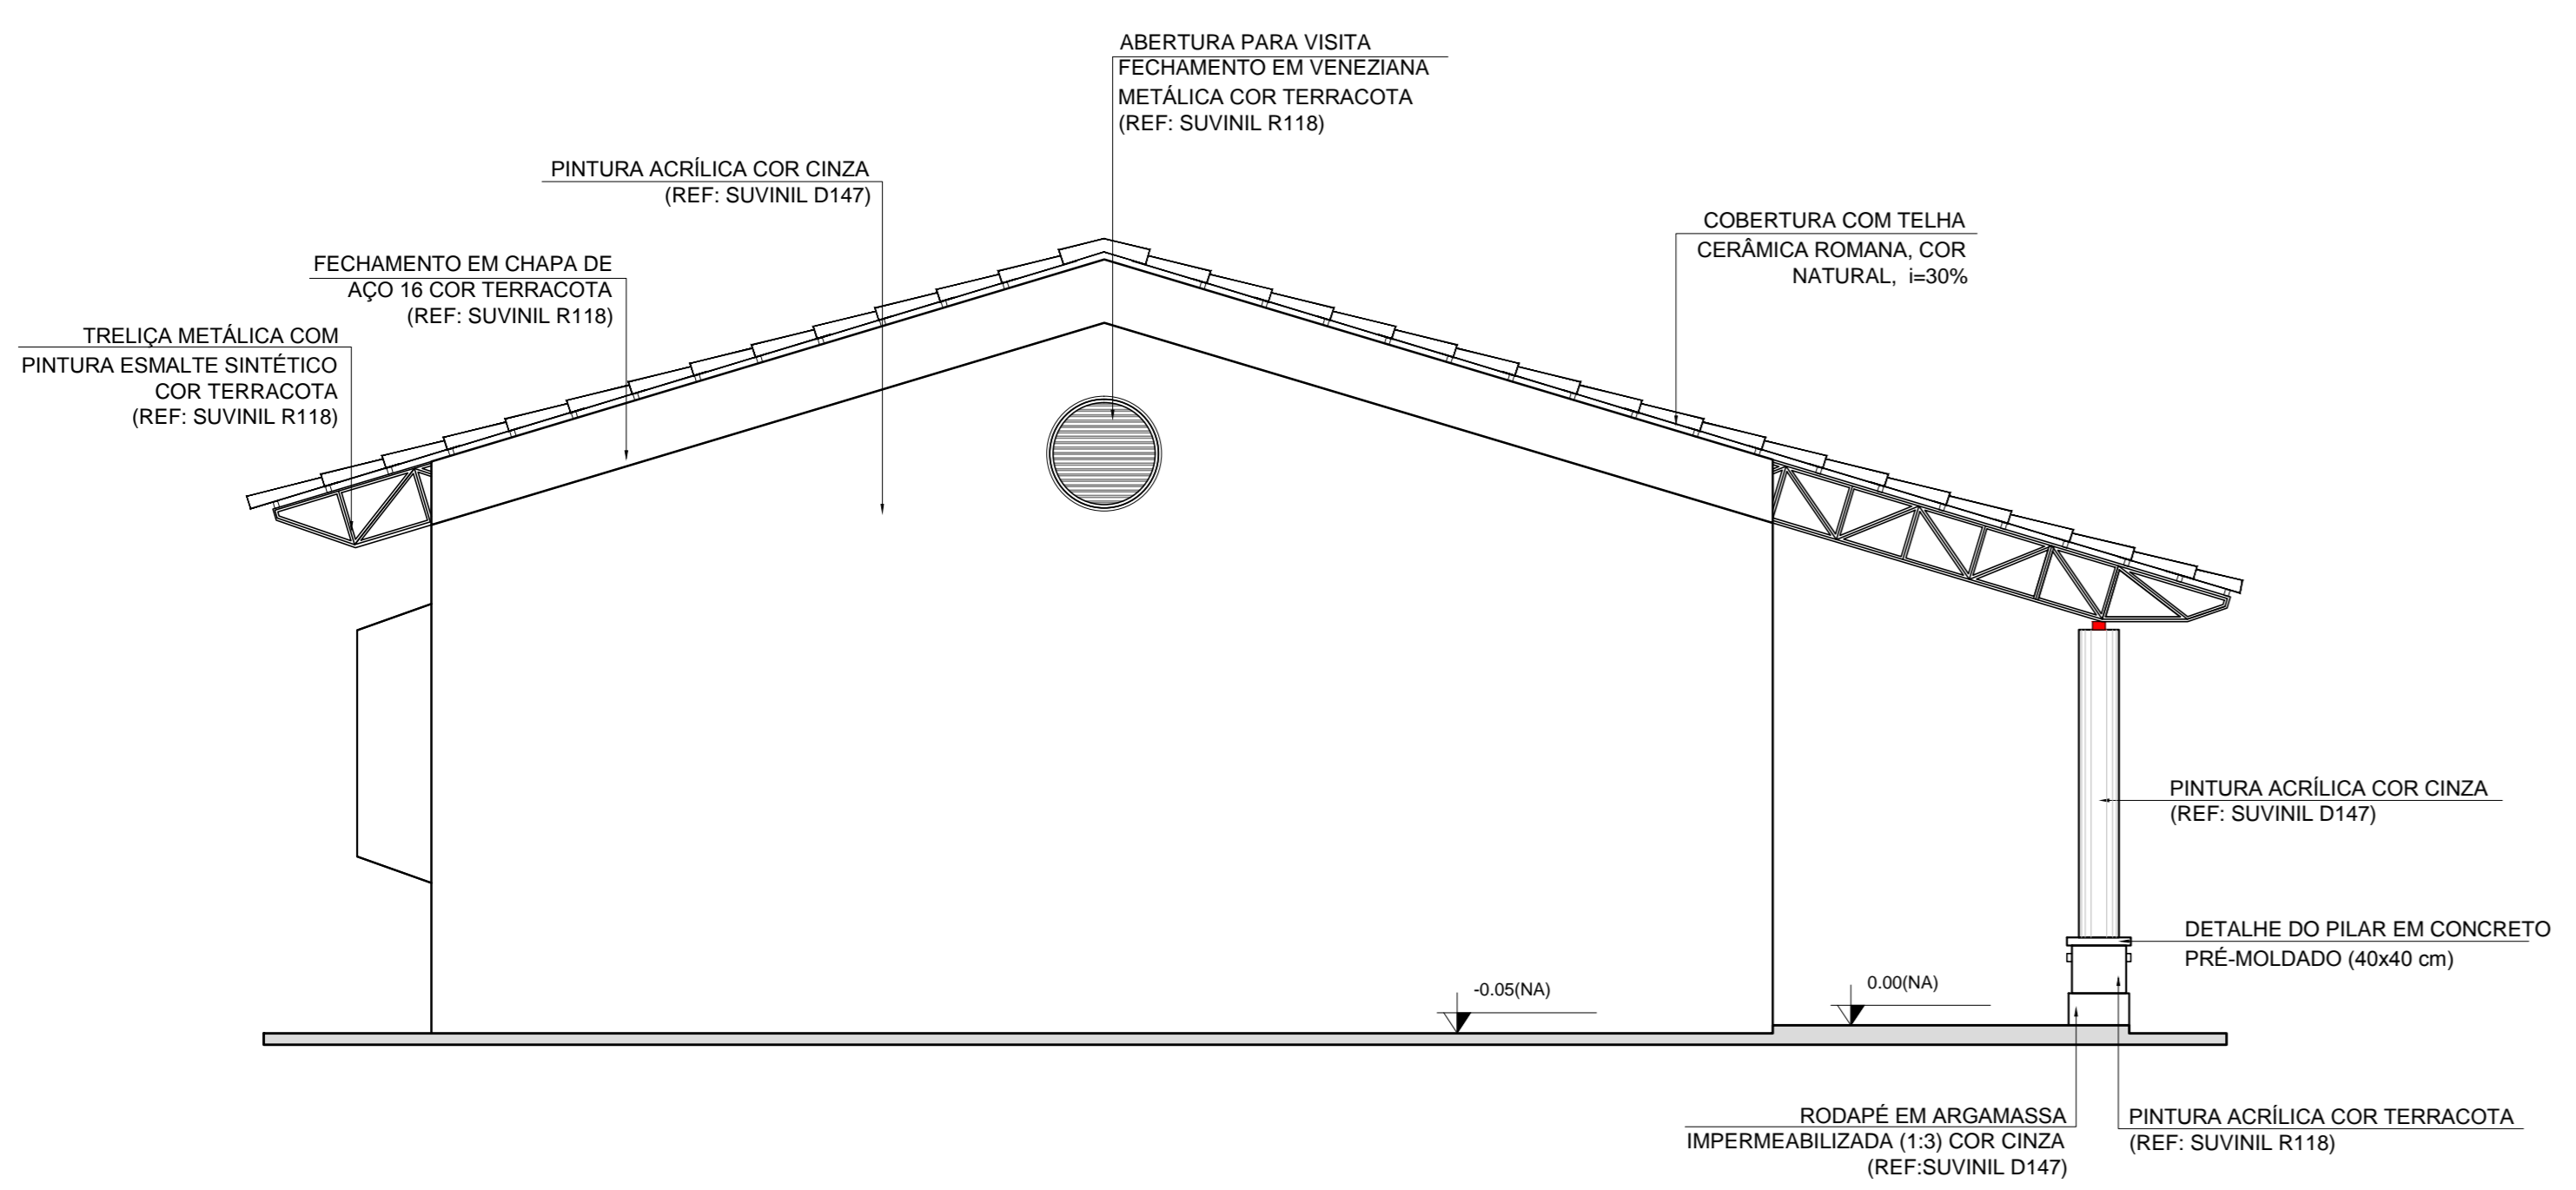 ABERTURA PARA VISITA
FECHAMENTO EM VENEZIANA
METÁLICA COR TERRACOTA
(REF: SUVINIL R118)
PINTURA ACRÍLICA COR CINZA
(REF: SUVINIL D147)
FECHAMENTO EM CHAPA DE
AÇO 16 COR TERRACOTA
(REF: SUVINIL R118)
TRELIÇA METÁLICA COM
PINTURA ESMALTE SINTÉTICO
COR TERRACOTA
(REF: SUVINIL R118)
COBERTURA COM TELHA
CERÂMICA ROMANA, COR
NATURAL, i=30%
PINTURA ACRÍLICA COR CINZA
(REF: SUVINIL D147)
DETALHE DO PILAR EM CONCRETO
PRÉ-MOLDADO (40x40 cm)
-0.05(NA)
0.00(NA)
RODAPÉ EM ARGAMASSA
IMPERMEABILIZADA (1:3) COR CINZA
(REF:SUVINIL D147)
PINTURA ACRÍLICA COR TERRACOTA
(REF: SUVINIL R118)